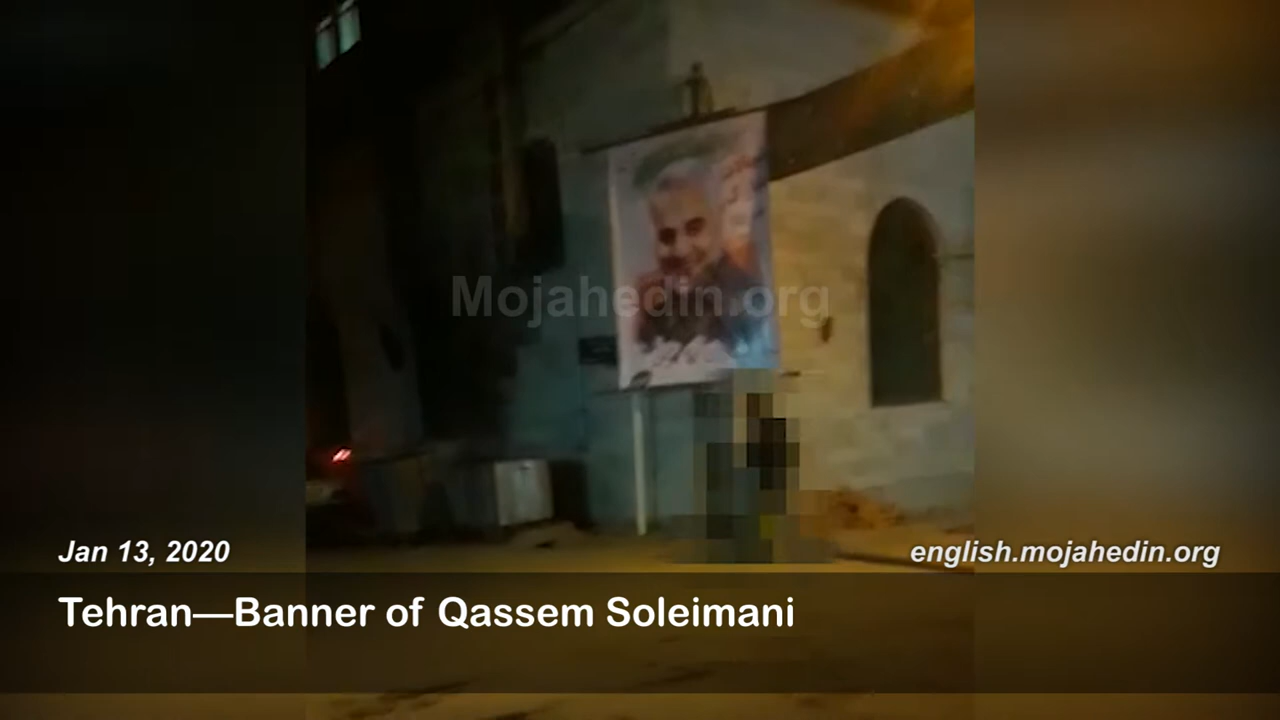 Mojahedin.org
Jan 13, 2020
english.mojahedin.org
Tehran—Banner of Qassem Soleimani